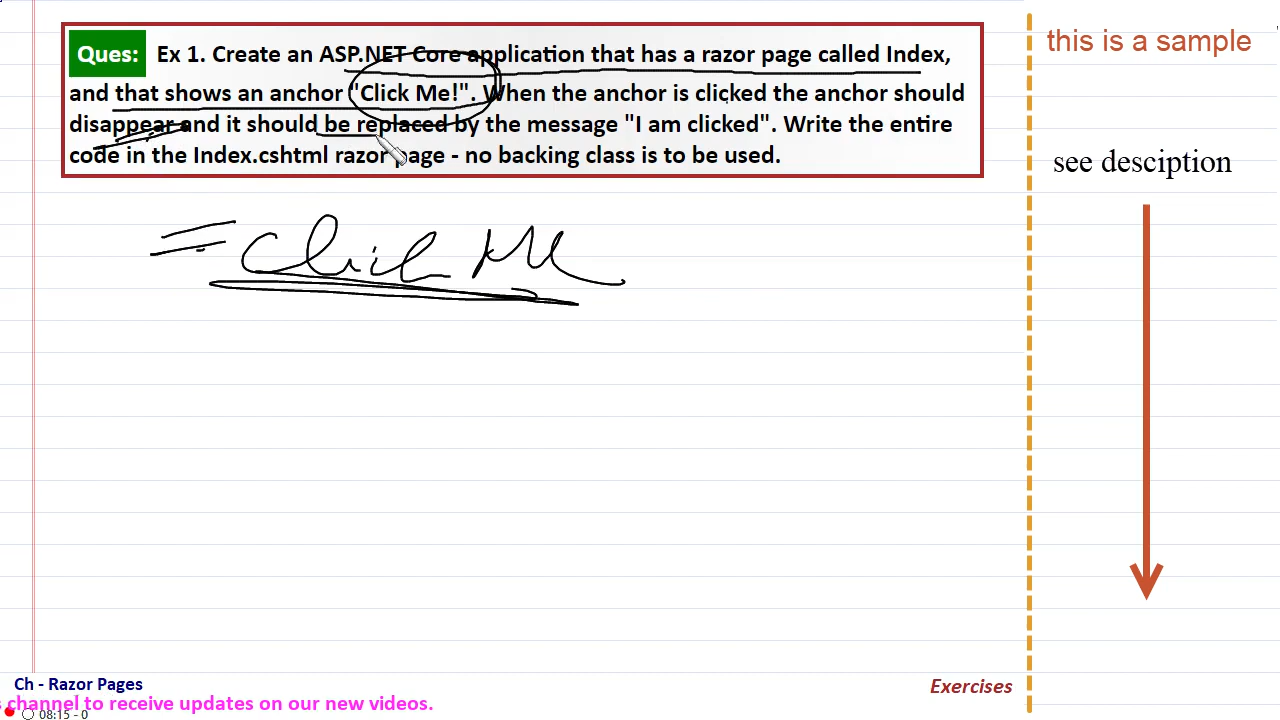 Ques: Ex 1. Create an ASP.NET Core application that has a razor page called Index,
and that shows an anchor "Click Me!". When the anchor is clicked the anchor should
disappear and it should be replaced by the message "I am clicked". Write the entire
code in the Index.cshtml razor page - no backing class is to be used.
this is a sample
see desciption
Click Me
Ch - Razor Pages
Exercises
channel to receive updates on our new videos.
08:15 - 0